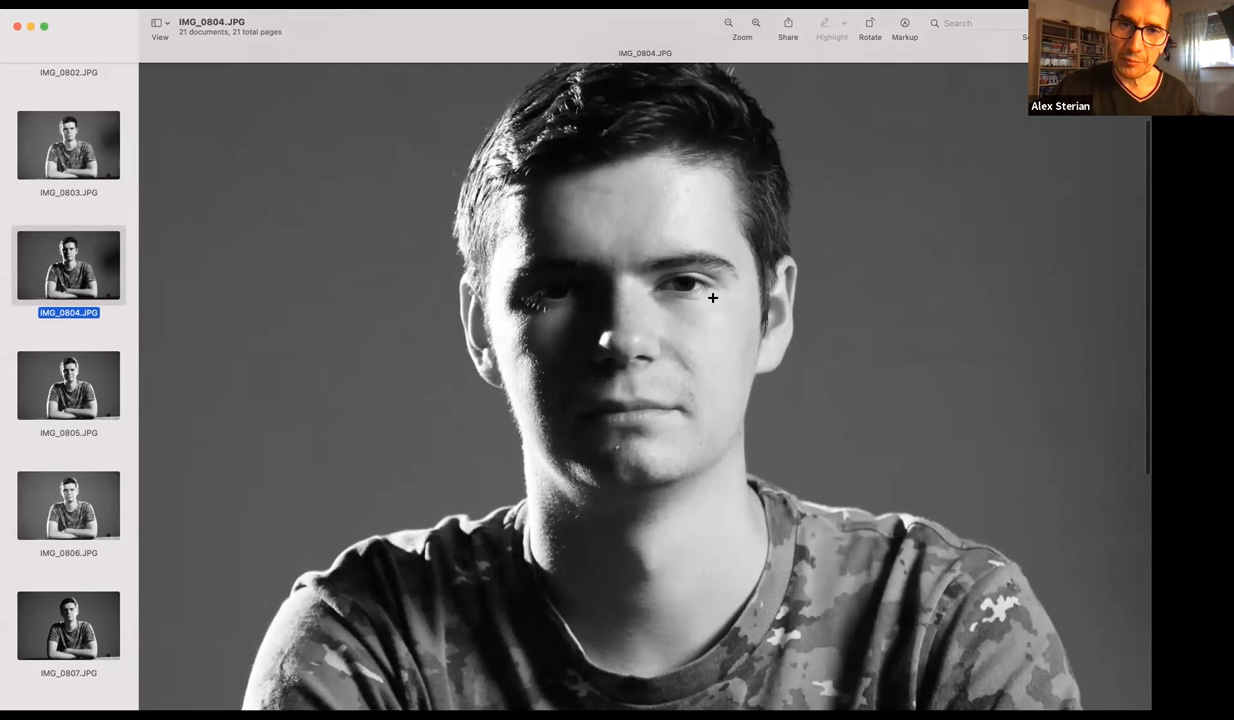 IMG_0804.JPG
21 documents, 21 total pages
View
Zoom
Share
Highlight
Rotate
Markup
Search
IMG_0804.JPG
Alex Sterian
IMG_0802.JPG
IMG_0803.JPG
IMG_0804.JPG
IMG_0805.JPG
IMG_0806.JPG
IMG_0807.JPG